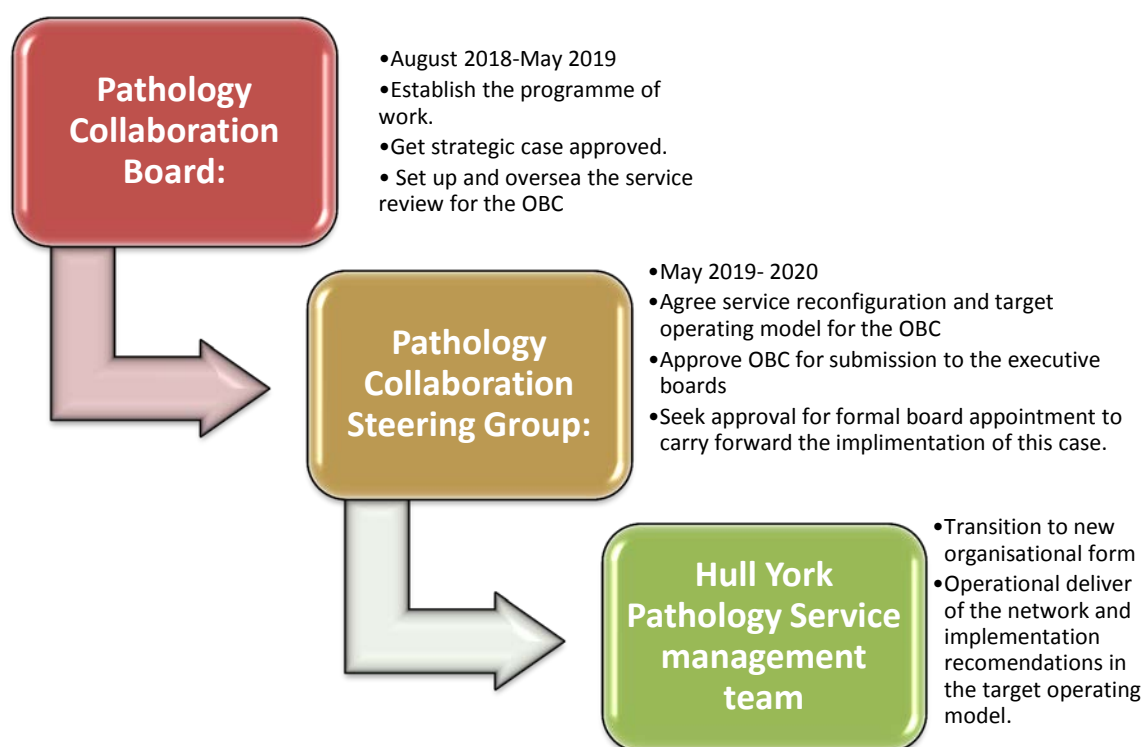 Pathology
Collaboration
Board:
•August 2018-May 2019
•Establish the programme of
work.
•Get strategic case approved.
• Set up and oversea the service
review for the OBC
Pathology
Collaboration
Steering Group:
•May 2019- 2020
•Agree service reconfiguration and target
operating model for the OBC
•Approve OBC for submission to the executive
boards
•Seek approval for formal board appointment to
carry forward the implimentation of this case.
Hull York
Pathology Service
management
team
•Transition to new
organisational form
•Operational deliver
of the network and
implementation
recomendations in
the target operating
model.